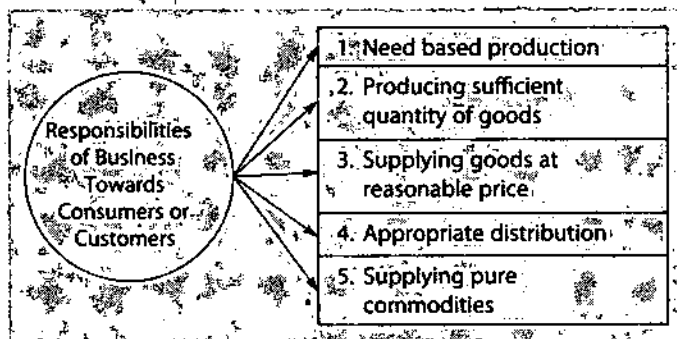 Responsibilities
of Business
Towards
Consumers or
Customers
1. Need based production
2. Producing sufficient
quantity of goods
3. Supplying goods at
reasonable price
4. Appropriate distribution
5. Supplying pure
commodities